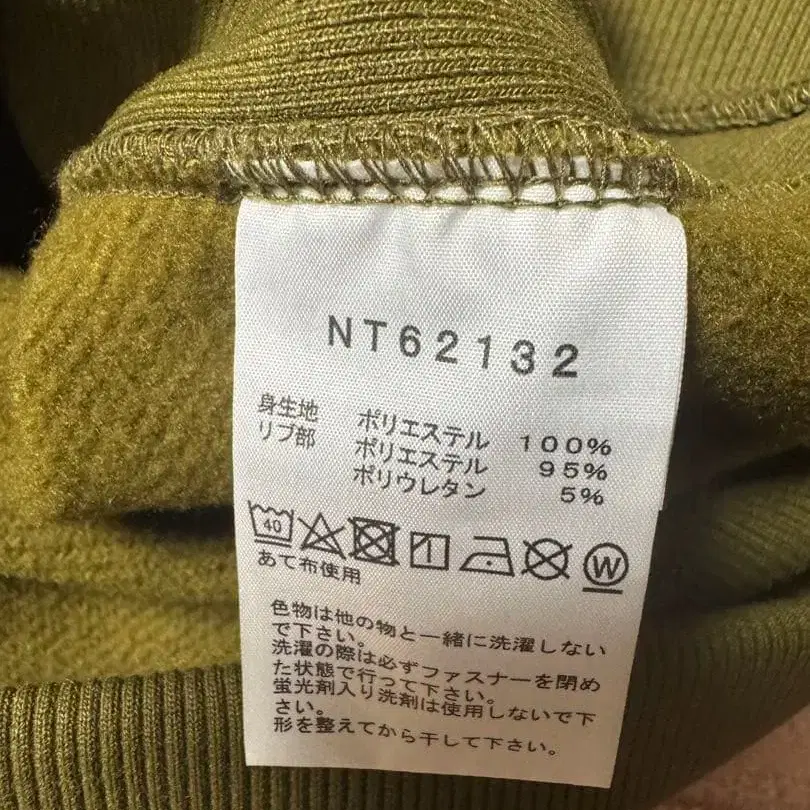 NT62132
身生地 ポリエステル 100%
リブ部 ポリエステル 95%
ポリウレタン 5%
40 W
あて布使用
色物は他の物と一緒に洗濯しない
で下さい。
洗濯の際は必ずファスナーを閉め
た状態で行って下さい。
蛍光剤入り洗剤は使用しないで下
さい。
形を整えてから干して下さい。